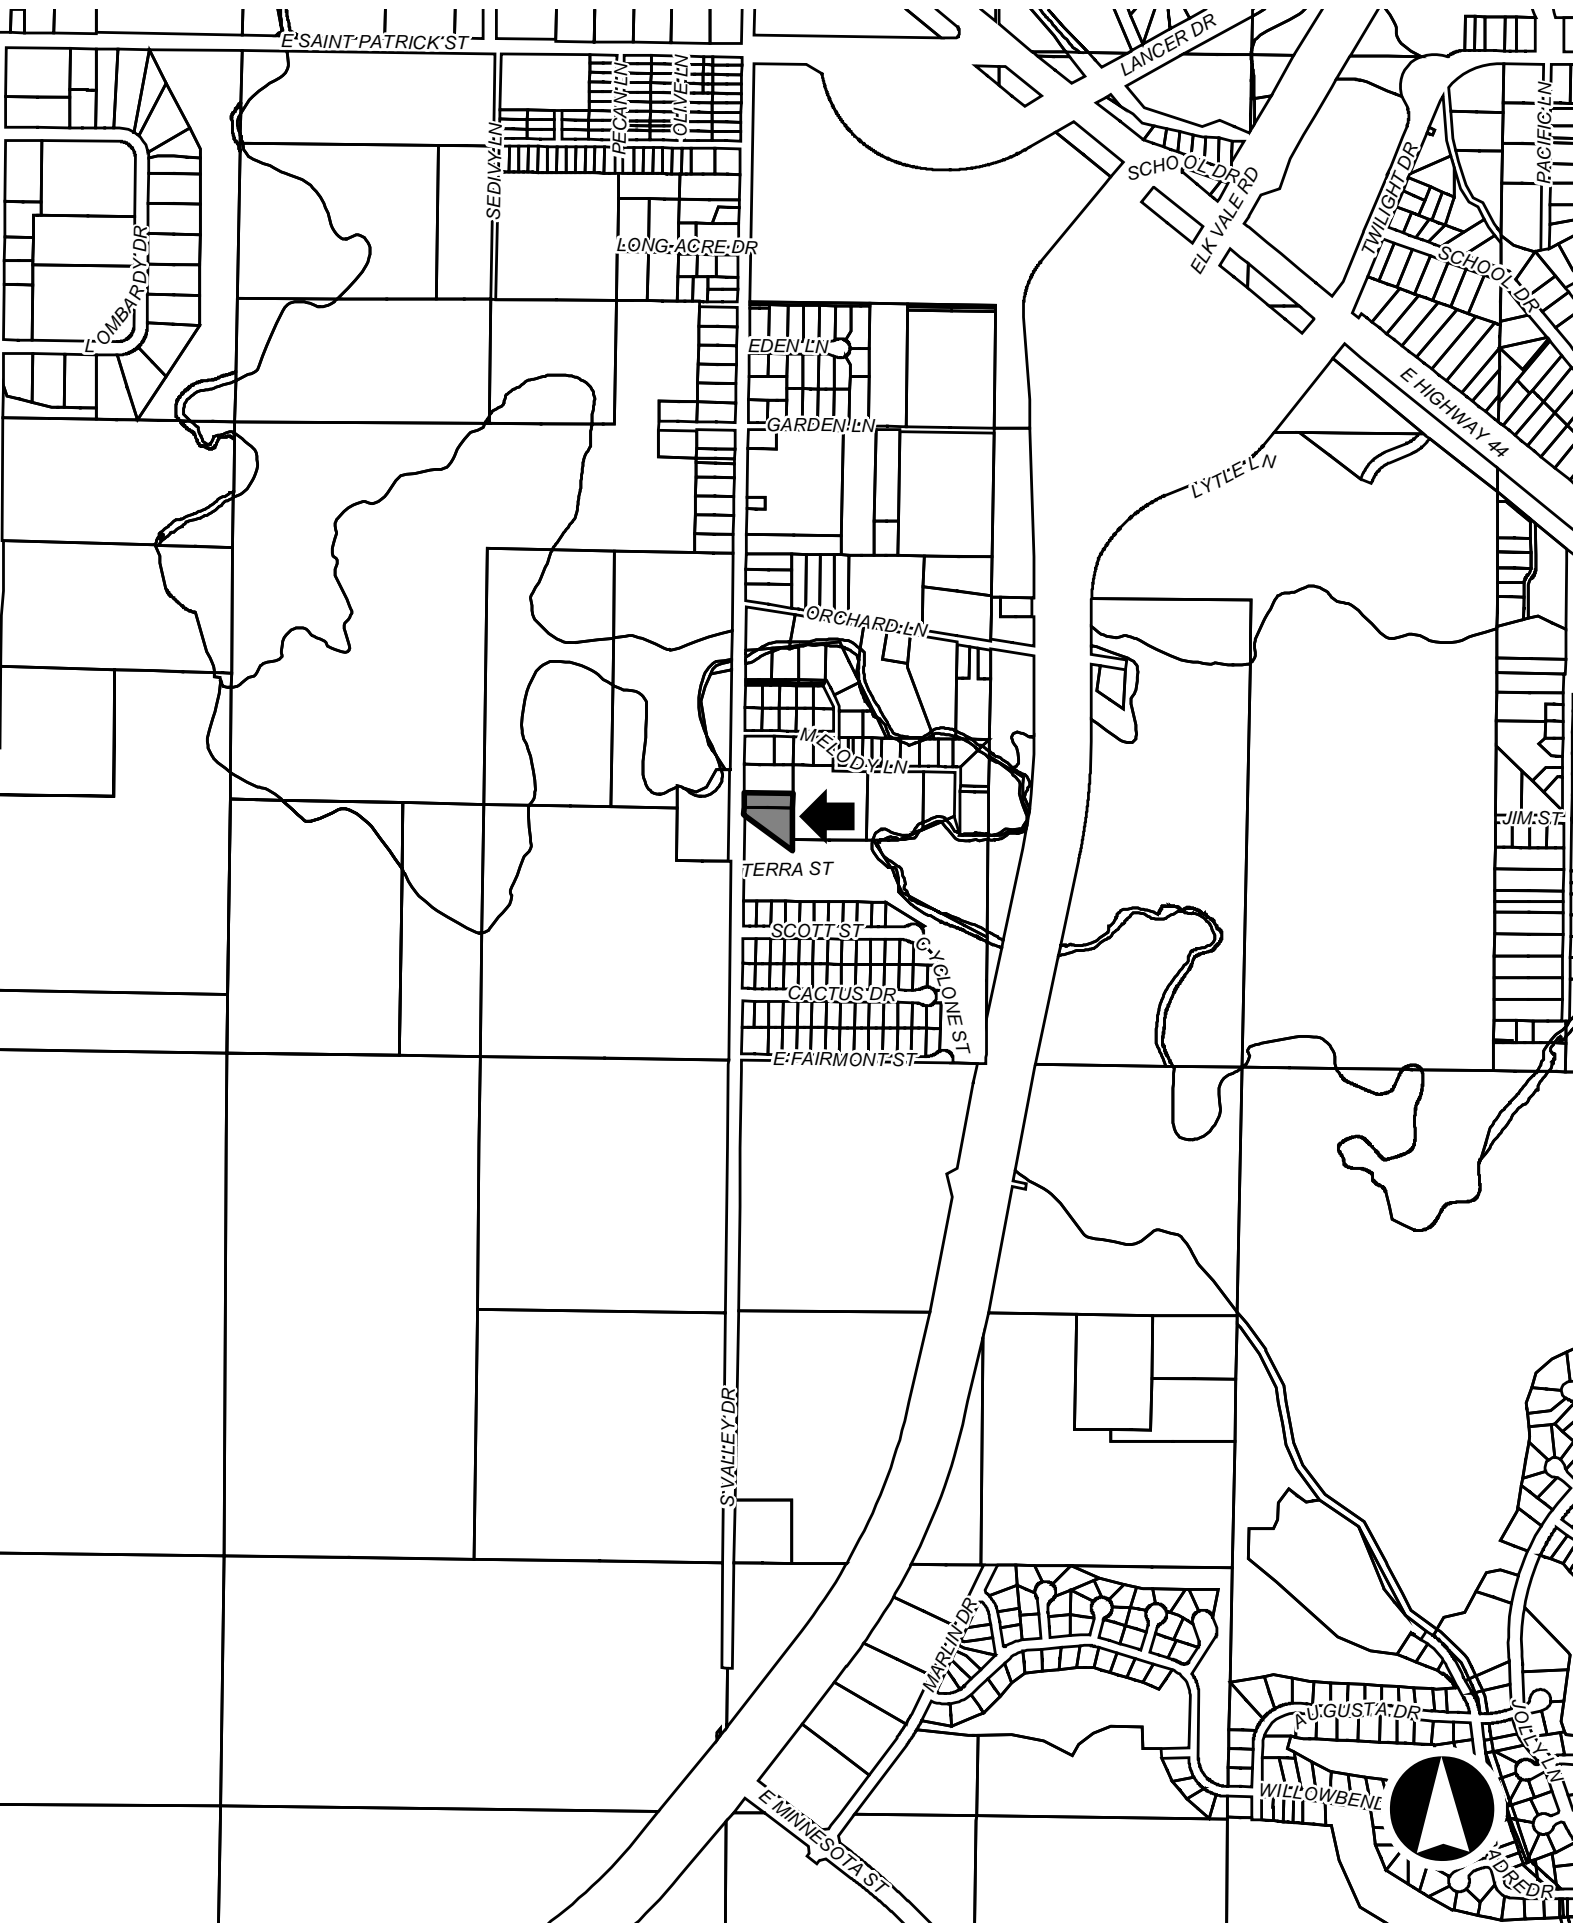 E SAINT PATRICK ST
LANCER DR
PECAN LN
OLIVE LN
PACIFIC LN
SEDIVY LN
SCHOOL DR
TWILIGHT DR
ELK VALE RD
LOMBARDY DR
LONG ACRE DR
SCHOOL DR
EDEN LN
GARDEN LN
E HIGHWAY 44
LYTLE LN
ORCHARD LN
MELODY LN
JIM ST
TERRA ST
SCOTT ST
CYCLONE ST
CACTUS DR
E FAIRMONT ST
S VALLEY DR
MARLIN DR
AUGUSTA DR
JOLLY LN
WILLOWBEND
E MINNESOTA ST